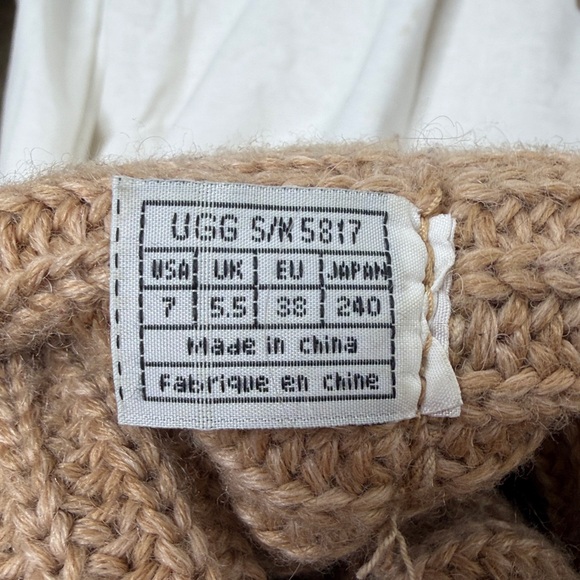 UGG S/N 5817
USA UK EU JAPAN
7 5.5 38 240
Made in China
Fabrique en chine